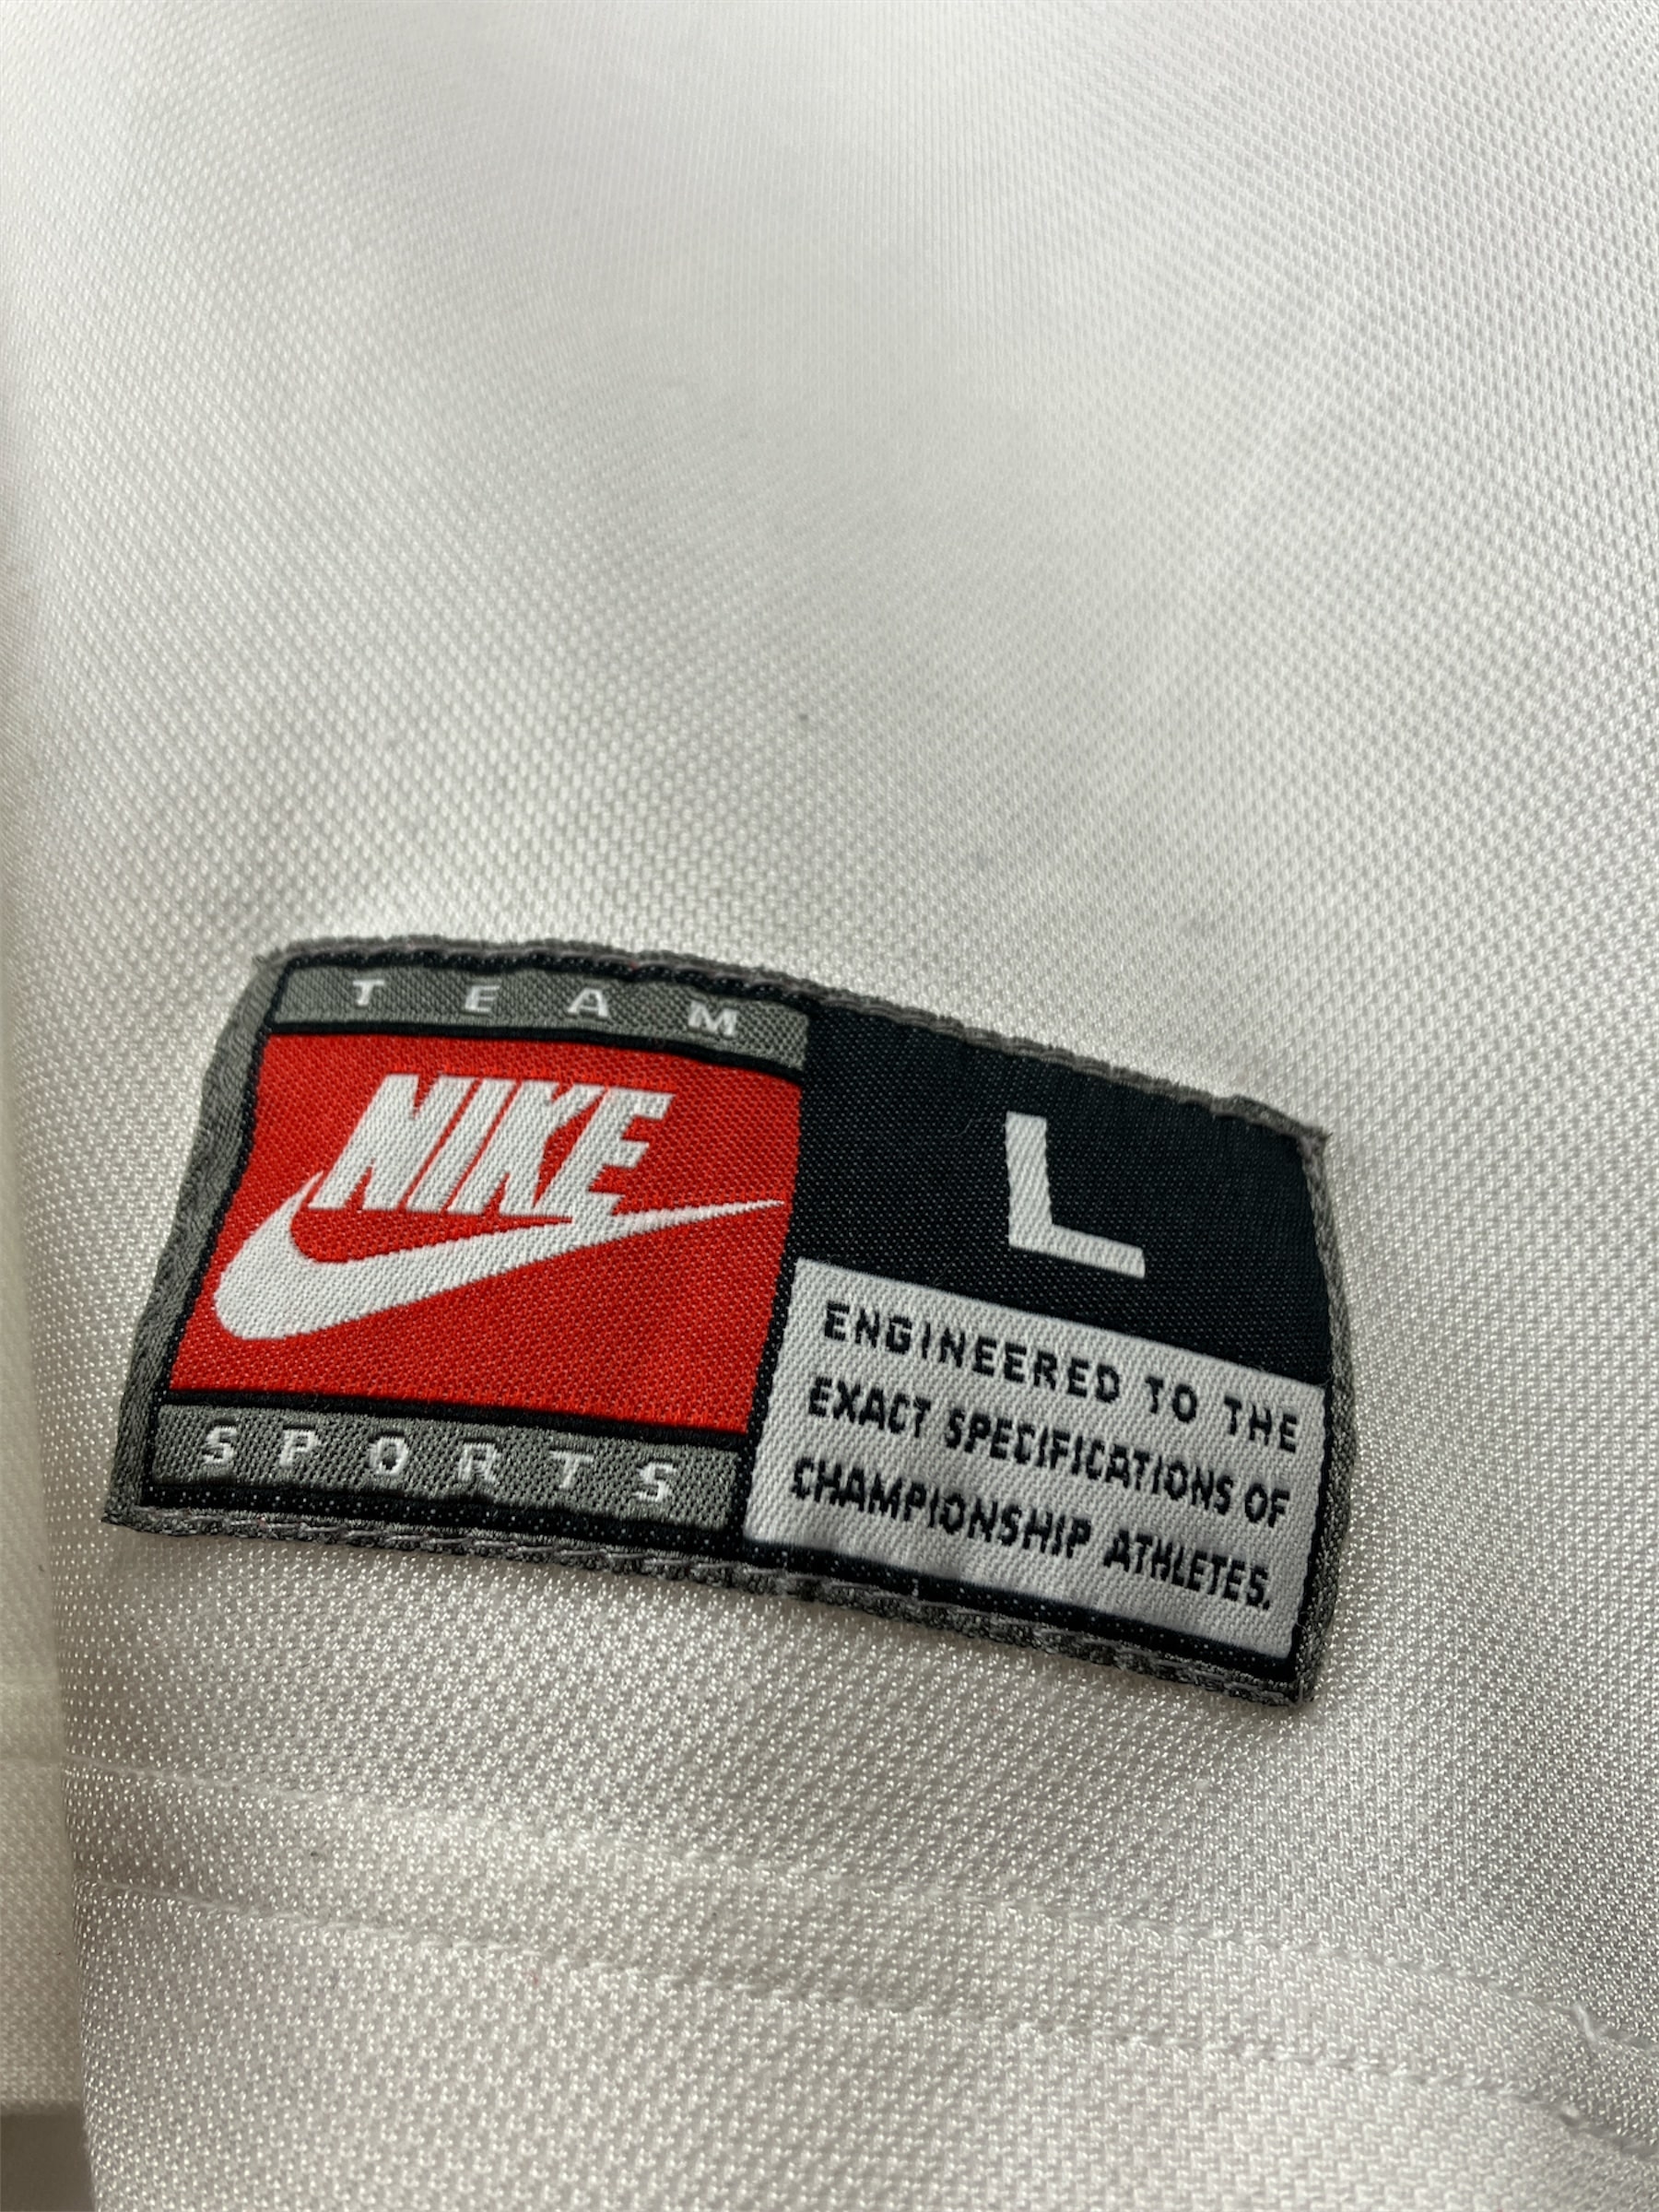 TEAM
NIKE
SPORTS
L
ENGINEERED TO THE
EXACT SPECIFICATIONS OF
CHAMPIONSHIP ATHLETES.